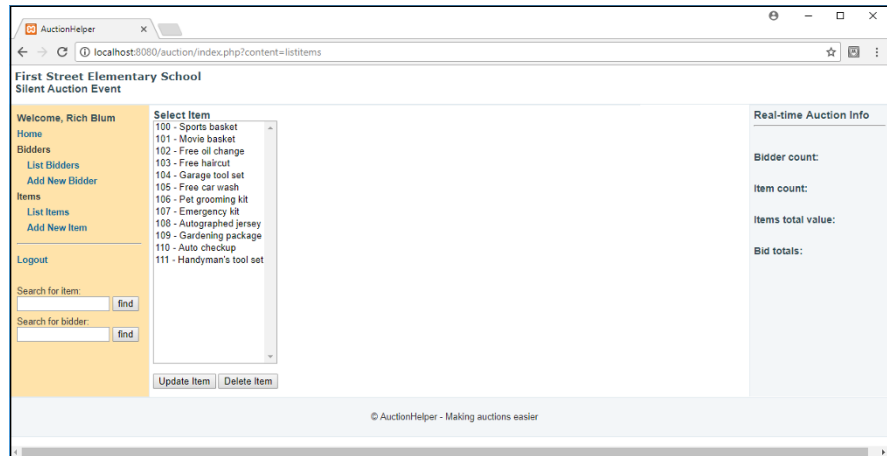 AuctionHelper
localhost:8080/auction/index.php?content=listitems
First Street Elementary School
Silent Auction Event
Welcome, Rich Blum
Home
Bidders
List Bidders
Add New Bidder
Items
List Items
Add New Item
Logout
Search for item:
find
Search for bidder:
find
Select Item
100 - Sports basket
101 - Movie basket
102 - Free oil change
103 - Free haircut
104 - Garage tool set
105 - Free car wash
106 - Pet grooming kit
107 - Emergency kit
108 - Autographed jersey
109 - Gardening package
110 - Auto checkup
111 - Handyman's tool set
Update Item Delete Item
Real-time Auction Info
Bidder count:
Item count:
Items total value:
Bid totals:
© AuctionHelper - Making auctions easier